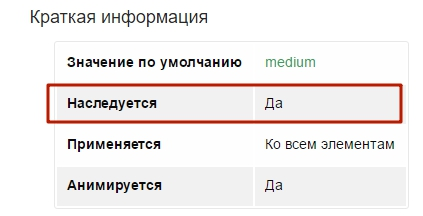 Краткая информация
Значение по умолчанию medium
Наследуется Да
Применяется Ко всем элементам
Анимируется Да